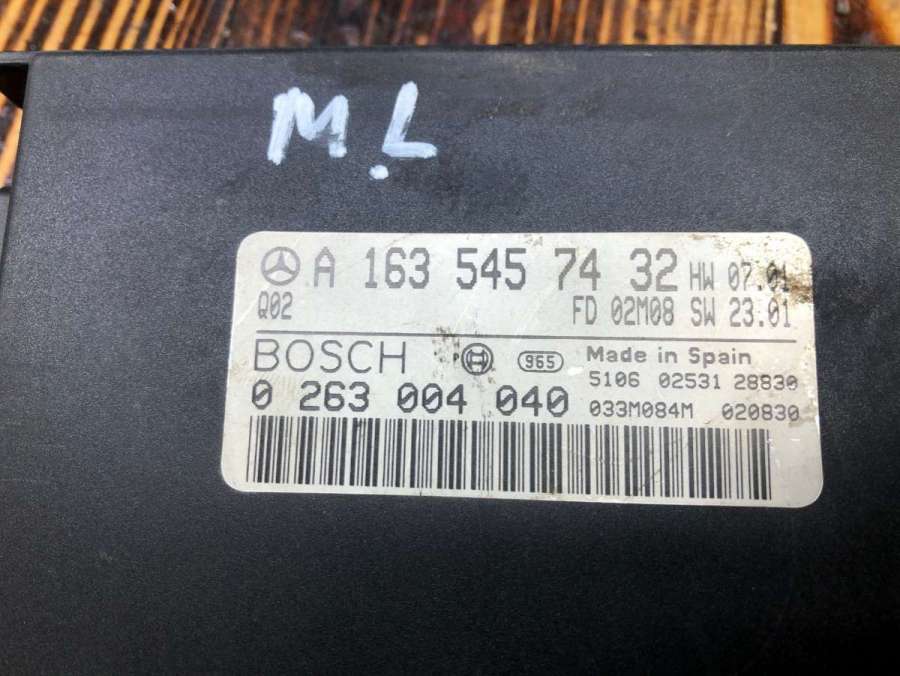 M.L
A 163 545 74 32 HW 07.01
Q02 FD 02M08 SW 23.01
BOSCH 965 Made in Spain
5106 02531 28830
0 263 004 040 033M084M 020830